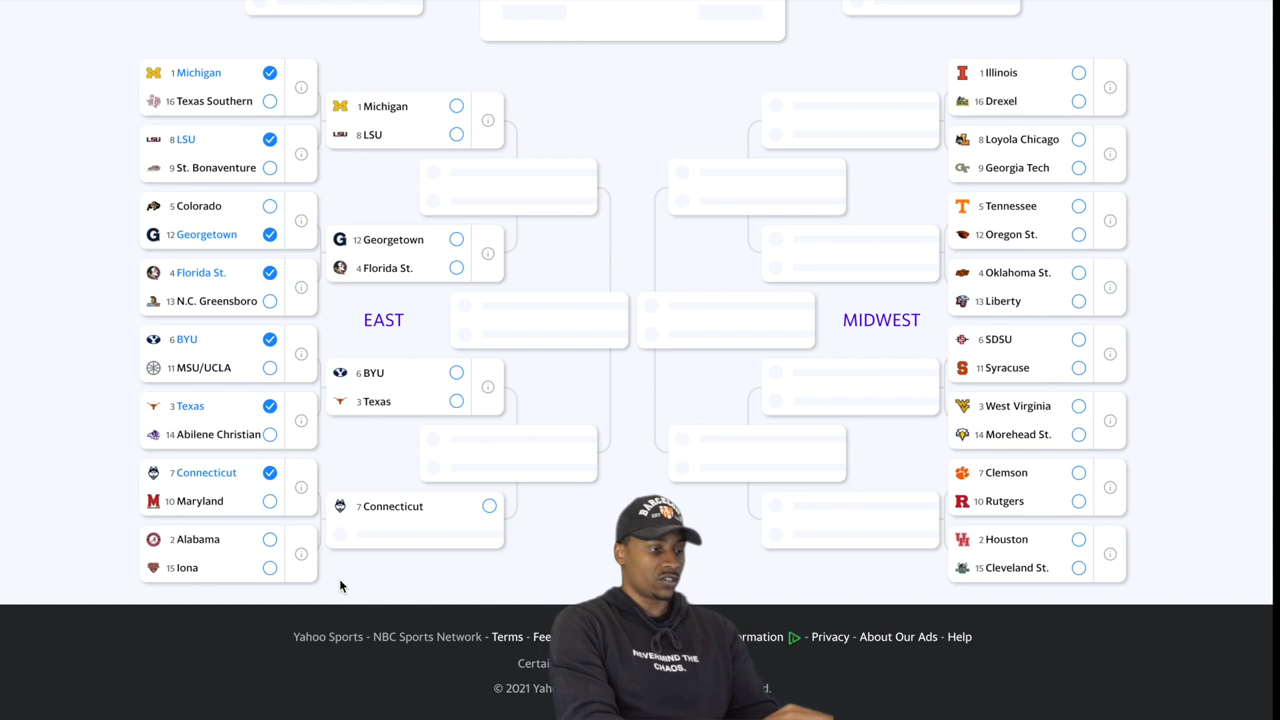 1 Michigan
16 Texas Southern
8 LSU
9 St. Bonaventure
5 Colorado
12 Georgetown
4 Florida St.
13 N.C. Greensboro
6 BYU
11 MSU/UCLA
3 Texas
14 Abilene Christian
7 Connecticut
10 Maryland
2 Alabama
15 Iona
1 Michigan
8 LSU
12 Georgetown
4 Florida St.
EAST
6 BYU
3 Texas
7 Connecticut
MIDWEST
1 Illinois
16 Drexel
8 Loyola Chicago
9 Georgia Tech
5 Tennessee
12 Oregon St.
4 Oklahoma St.
13 Liberty
6 SDSU
11 Syracuse
3 West Virginia
14 Morehead St.
7 Clemson
10 Rutgers
2 Houston
15 Cleveland St.
BARCELONA
NEVERMIND THE
CHAOS.
Yahoo Sports - NBC Sports Network - Terms - Fee rmation - Privacy - About Our Ads - Help
Certai
© 2021 Yah d.